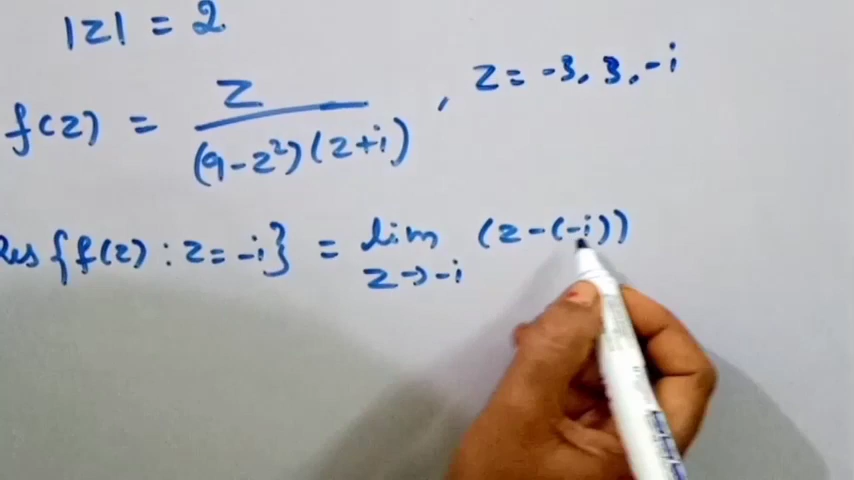 |z| = 2
f(z) = z / (9-z²)(z+i) , z = -3, 3, -i
Res {f(z) : z = -i} = lim z→-i (z-(-i))